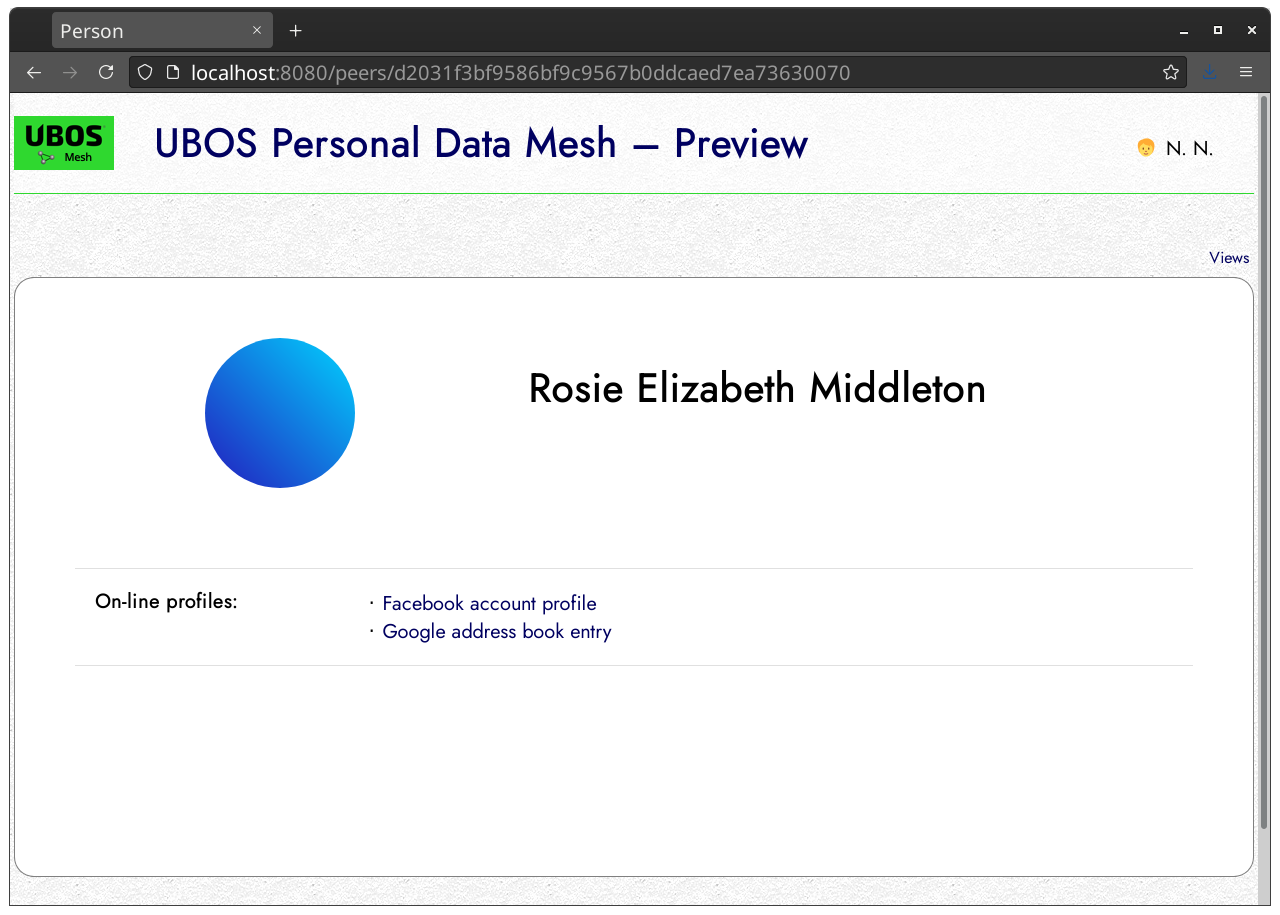 Person
localhost:8080/peers/d2031f3bf9586bf9c9567b0ddcaed7ea73630070
UBOS
Mesh
UBOS Personal Data Mesh – Preview
N. N.
Views
Rosie Elizabeth Middleton
On-line profiles:
· Facebook account profile
· Google address book entry